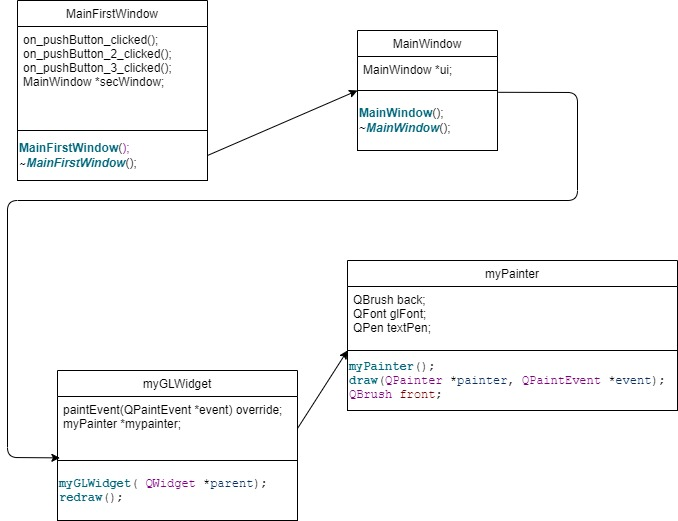 MainFirstWindow
on_pushButton_clicked();
on_pushButton_2_clicked();
on_pushButton_3_clicked();
MainWindow *secWindow;
MainFirstWindow();
~MainFirstWindow();
MainWindow
MainWindow *ui;
MainWindow();
~MainWindow();
myPainter
QBrush back;
QFont glFont;
QPen textPen;
myPainter();
draw(QPainter *painter, QPaintEvent *event);
QBrush front;
myGLWidget
paintEvent(QPaintEvent *event) override;
myPainter *mypainter;
myGLWidget( QWidget *parent);
redraw();